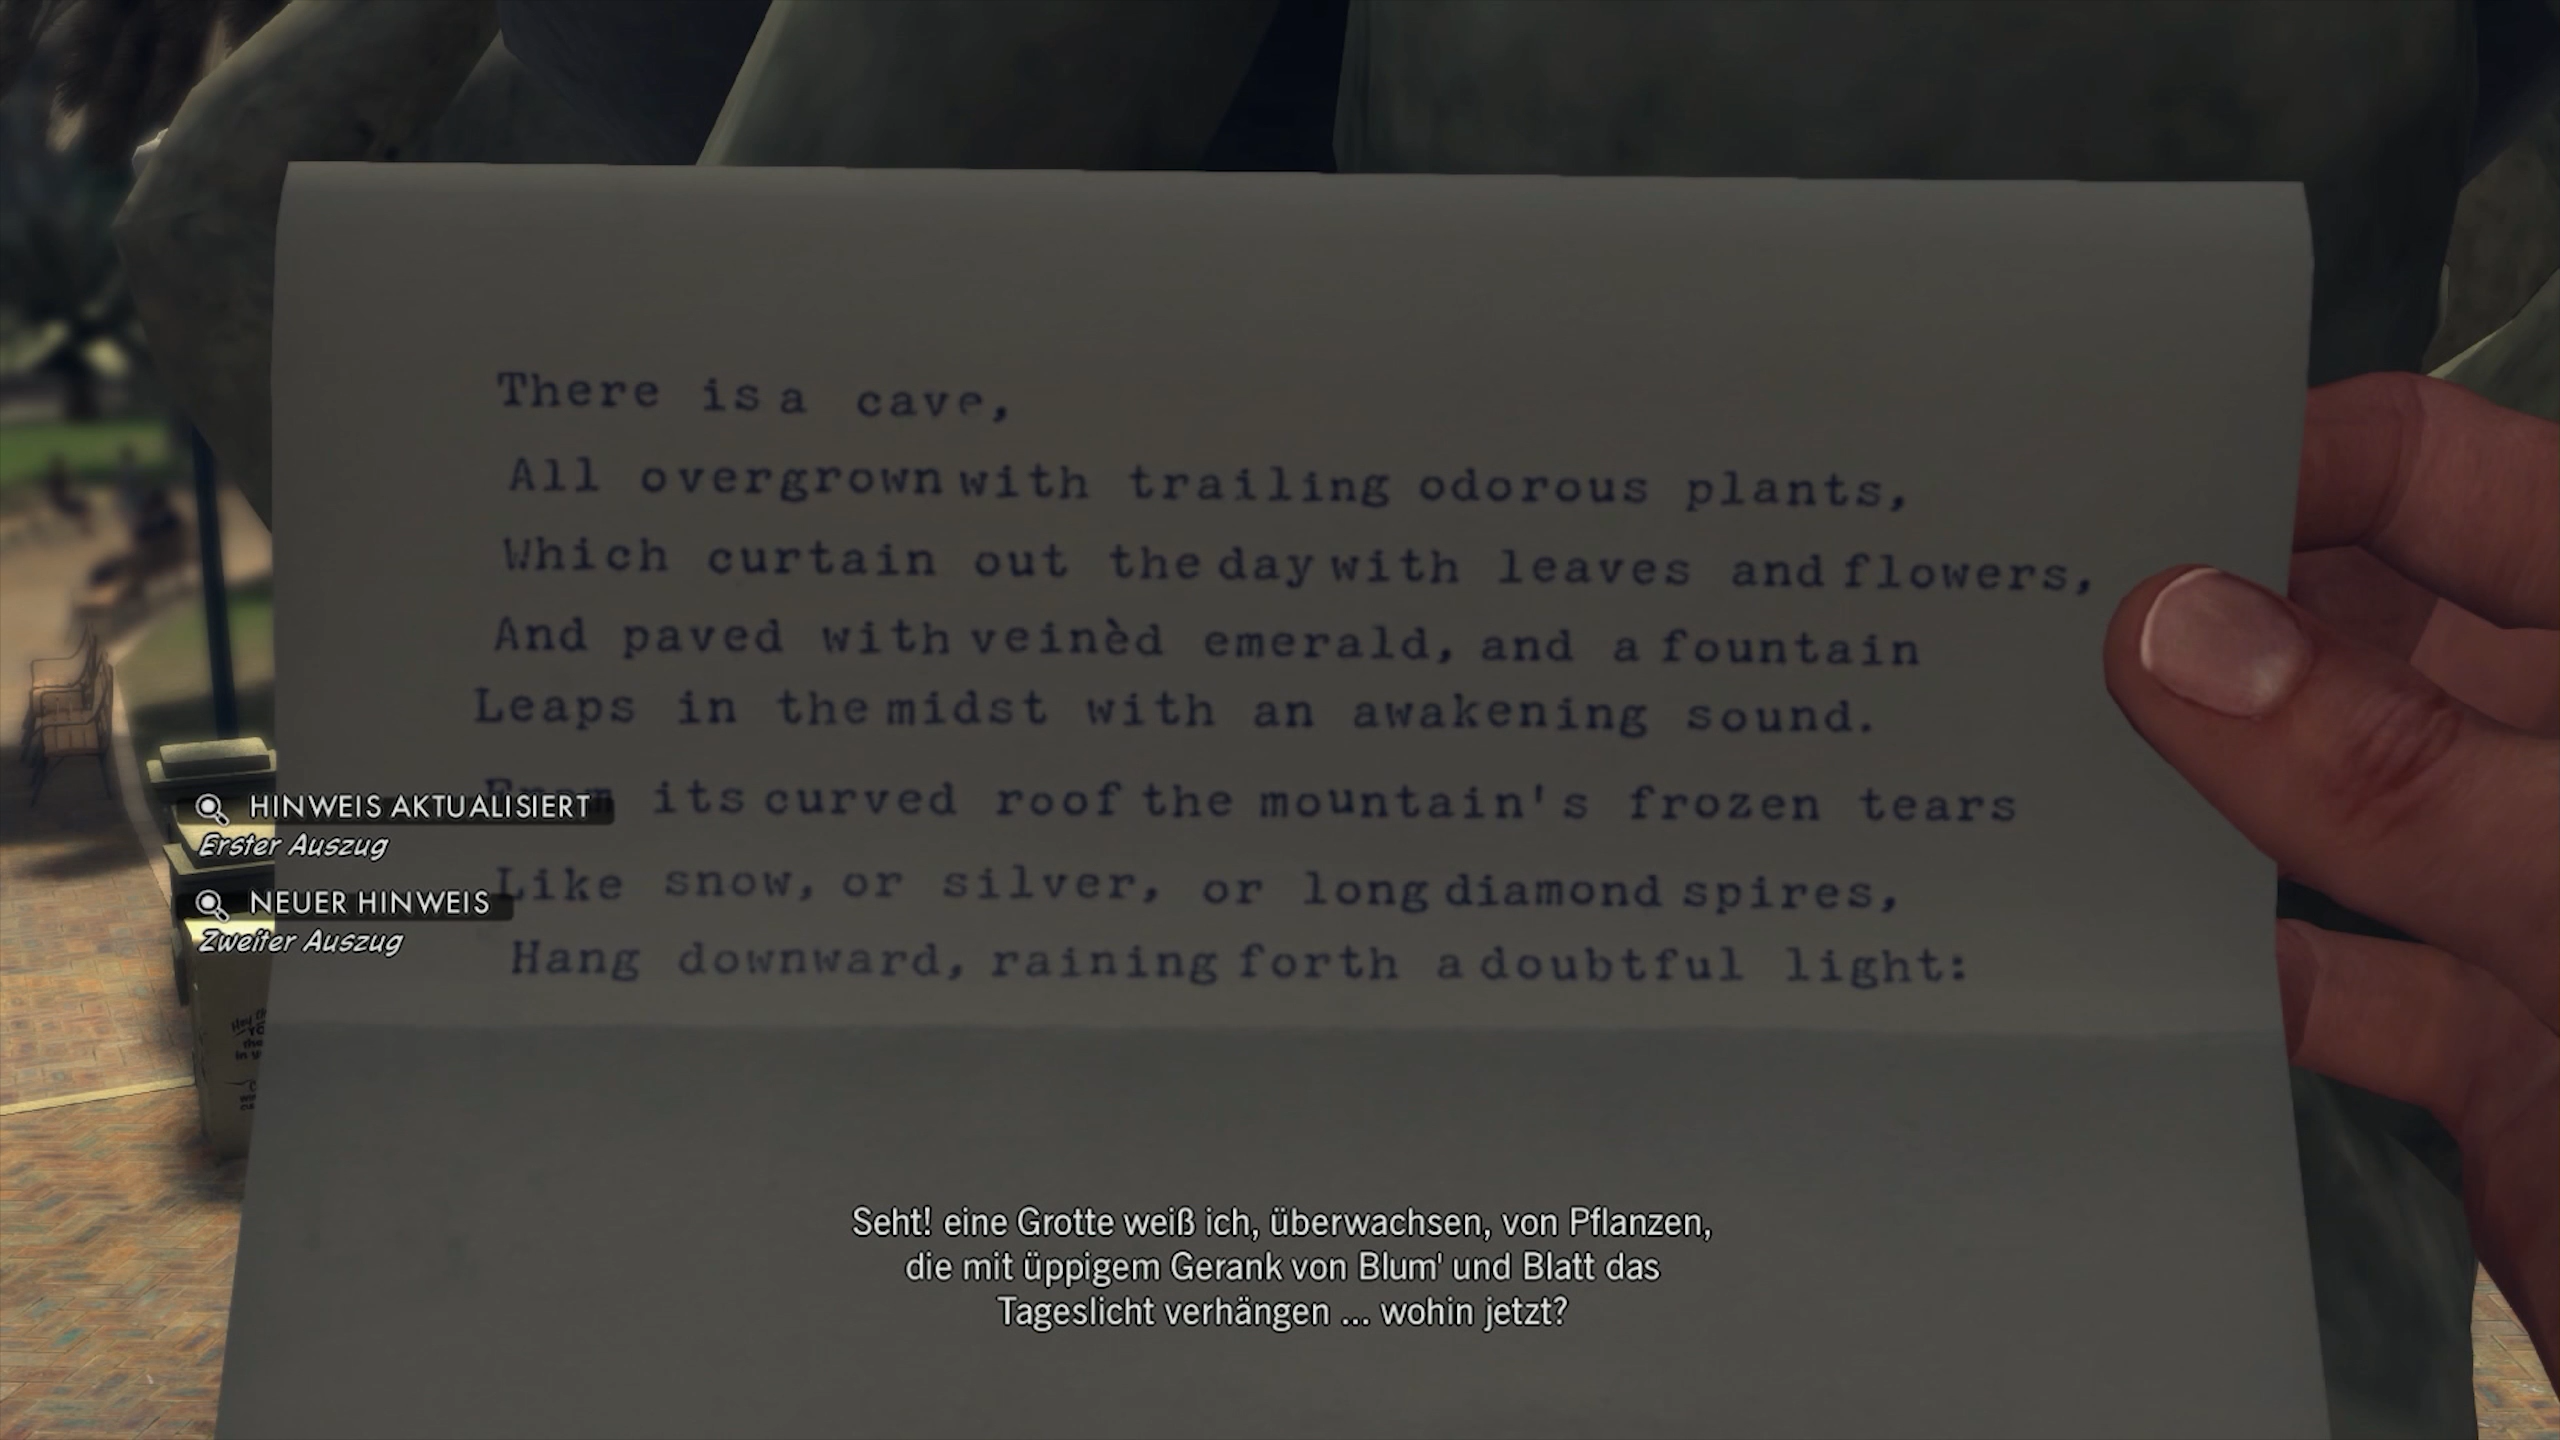 There is a cave,
All overgrown with trailing odorous plants,
Which curtain out the day with leaves and flowers,
And paved with veinèd emerald, and a fountain
Leaps in the midst with an awakening sound.
From its curved roof the mountain's frozen tears
Like snow, or silver, or long diamond spires,
Hang downward, raining forth a doubtful light:
HINWEIS AKTUALISIERT
Erster Auszug
NEUER HINWEIS
Zweiter Auszug
Seht! eine Grotte weiß ich, überwachsen, von Pflanzen,
die mit üppigem Gerank von Blum' und Blatt das
Tageslicht verhängen ... wohin jetzt?